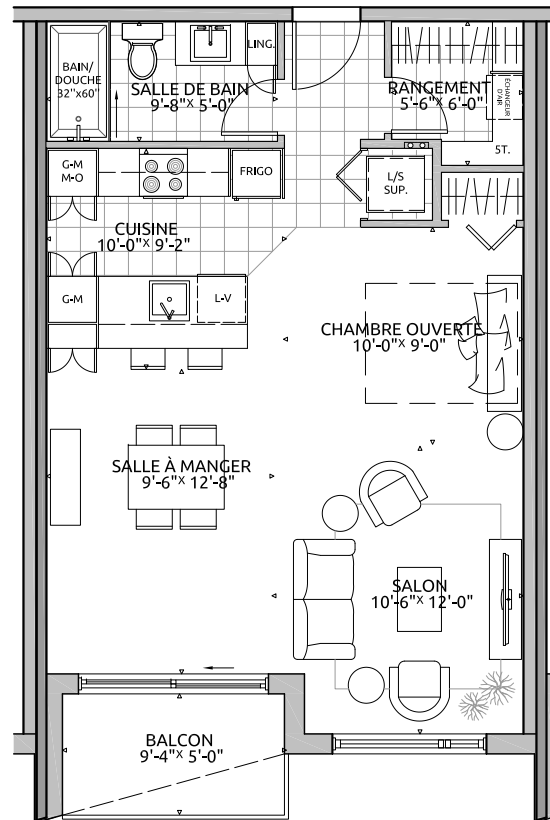 BAIN/
DOUCHE
32"x60"
LING.
SALLE DE BAIN
9'-8" X 5'-0"
RANGEMENT
5'-6" X 6'-0"
ÉCHANGEUR
D'AIR
ST.
G-M
M-O
FRIGO
L/S
SUP.
CUISINE
10'-0" X 9'-2"
G-M
L-V
CHAMBRE OUVERTE
10'-0" X 9'-0"
SALLE À MANGER
9'-6" X 12'-8"
SALON
10'-6" X 12'-0"
BALCON
9'-4" X 5'-0"